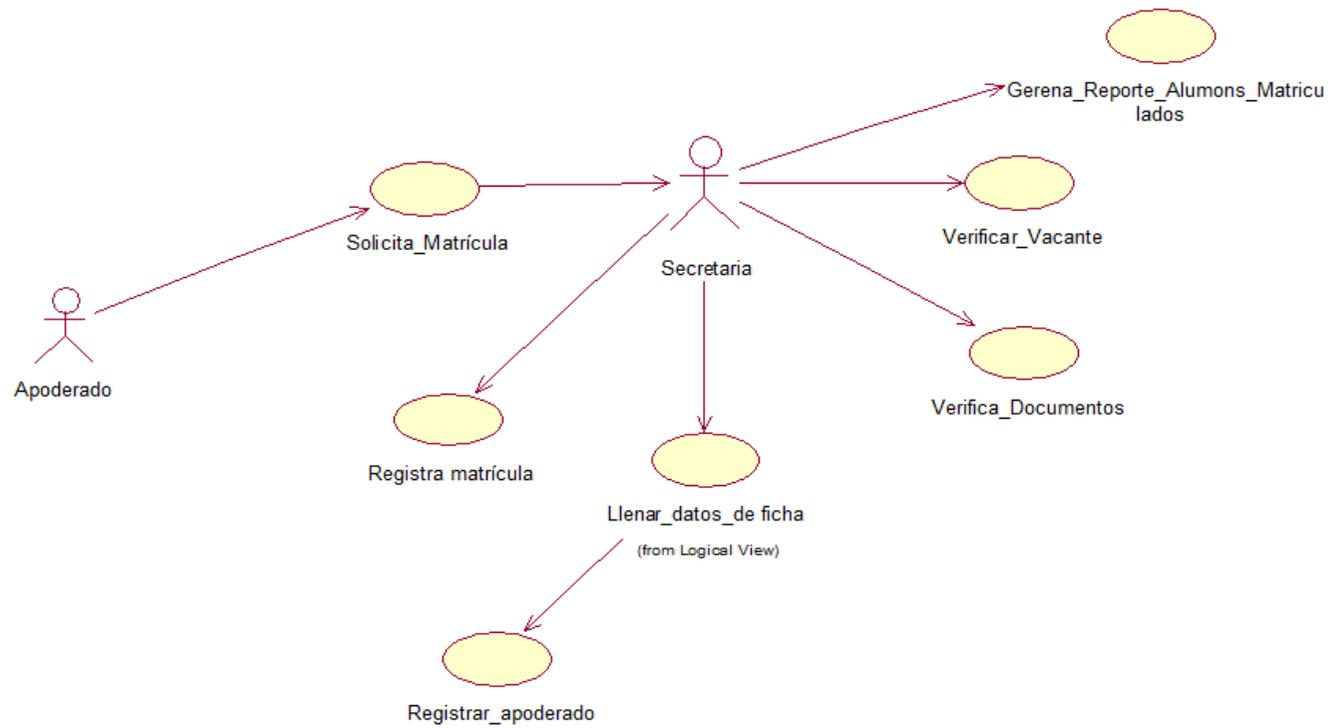 Gerena_Reporte_Alumons_Matricu
lados
Solicita_Matrícula
Secretaria
Verificar_Vacante
Apoderado
Verifica_Documentos
Registra matrícula
Llenar_datos_de ficha
(from Logical View)
Registrar_apoderado